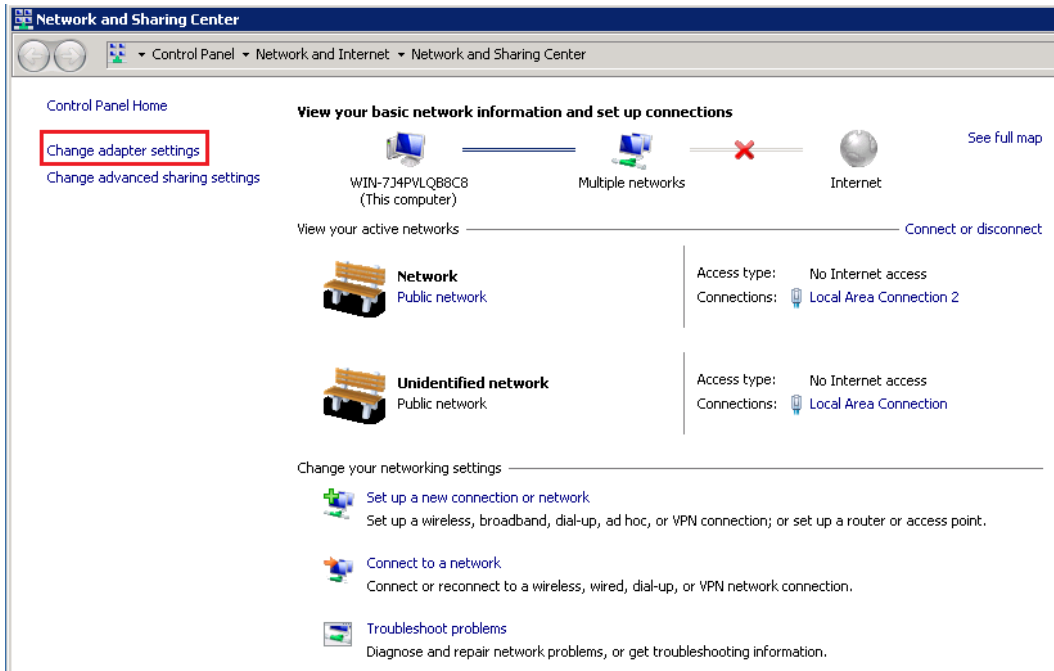 Network and Sharing Center
Control Panel Network and Internet Network and Sharing Center
Control Panel Home
Change adapter settings
Change advanced sharing settings
View your basic network information and set up connections
See full map
WIN-7J4PVLQB8C8
(This computer)
Multiple networks
Internet
View your active networks
Connect or disconnect
Network
Public network
Access type: No Internet access
Connections: Local Area Connection 2
Unidentified network
Public network
Access type: No Internet access
Connections: Local Area Connection
Change your networking settings
Set up a new connection or network
Set up a wireless, broadband, dial-up, ad hoc, or VPN connection; or set up a router or access point.
Connect to a network
Connect or reconnect to a wireless, wired, dial-up, or VPN network connection.
Troubleshoot problems
Diagnose and repair network problems, or get troubleshooting information.